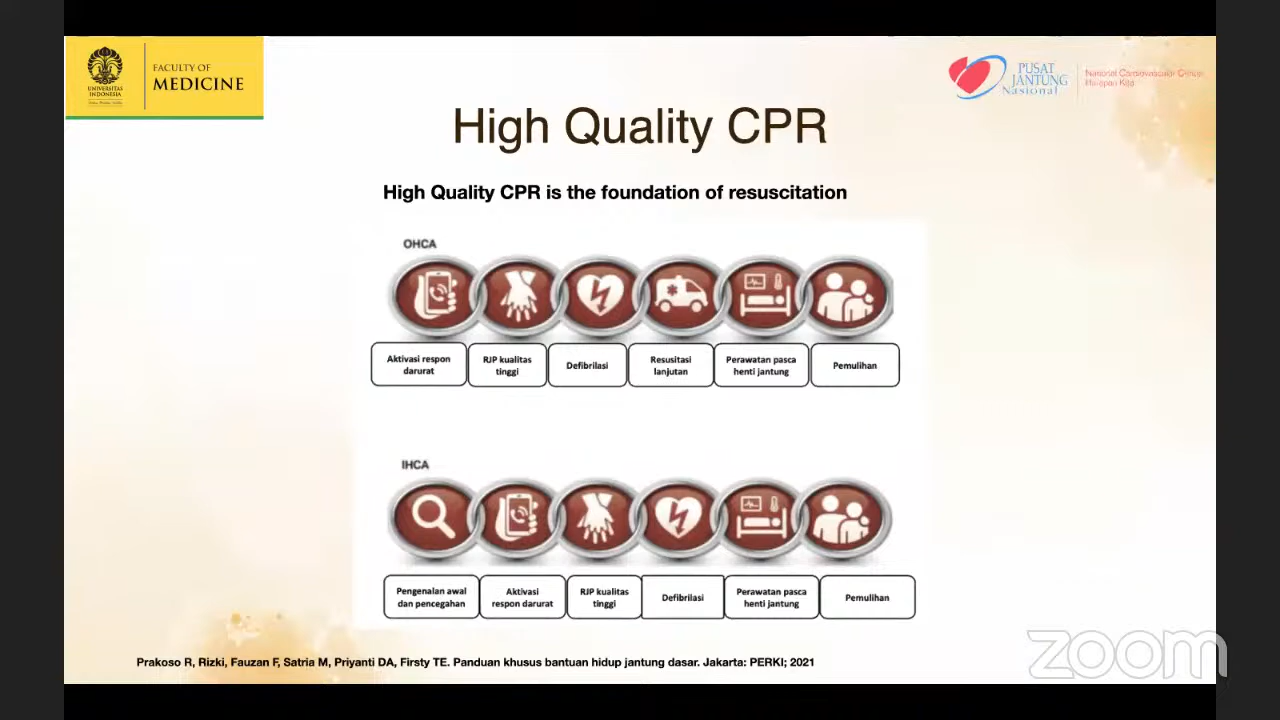 UNIVERSITAS
INDONESIA
FACULTY OF
MEDICINE
PUSAT
JANTUNG
Nasional
National Cardiovascular Center
Harapan Kita
High Quality CPR
High Quality CPR is the foundation of resuscitation
OHCA
Aktivasi respon
darurat
RJP kualitas
tinggi
Defibrilasi
Resusitasi
lanjutan
Perawatan pasca
henti jantung
Pemulihan
IHCA
Pengenalan awal
dan pencegahan
Aktivasi
respon darurat
RJP kualitas
tinggi
Defibrilasi
Perawatan pasca
henti jantung
Pemulihan
Prakoso R, Rizki, Fauzan F, Satria M, Priyanti DA, Firsty TE. Panduan khusus bantuan hidup jantung dasar. Jakarta: PERKI; 2021
zoom